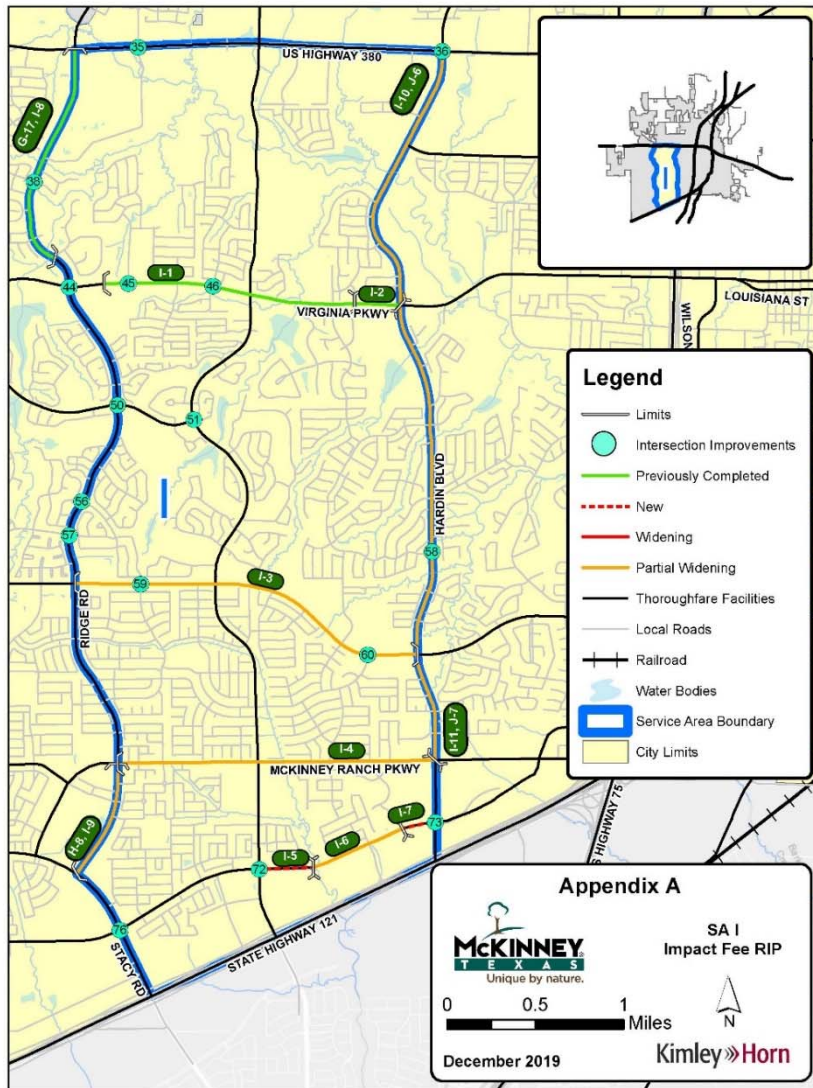 35
US HIGHWAY 380
36
G-17, I-8
I-10, J-6
38
44
45
I-1
46
I-2
VIRGINIA PKWY
LOUISIANA ST
WILSON
50
51
I
56
57
HARDIN BLVD
58
59
I-3
RIDGE RD
60
I-4
MCKINNEY RANCH PKWY
I-11, J-7
I-7
73
H-8, I-9
I-5
I-6
72
76
STACY RD
STATE HIGHWAY 121
S HIGHWAY 75
I
Legend
Limits
Intersection Improvements
Previously Completed
New
Widening
Partial Widening
Thoroughfare Facilities
Local Roads
Railroad
Water Bodies
Service Area Boundary
City Limits
Appendix A
McKINNEY
TEXAS
Unique by nature.
SA I
Impact Fee RIP
0 0.5 1
Miles
N
December 2019
Kimley»Horn